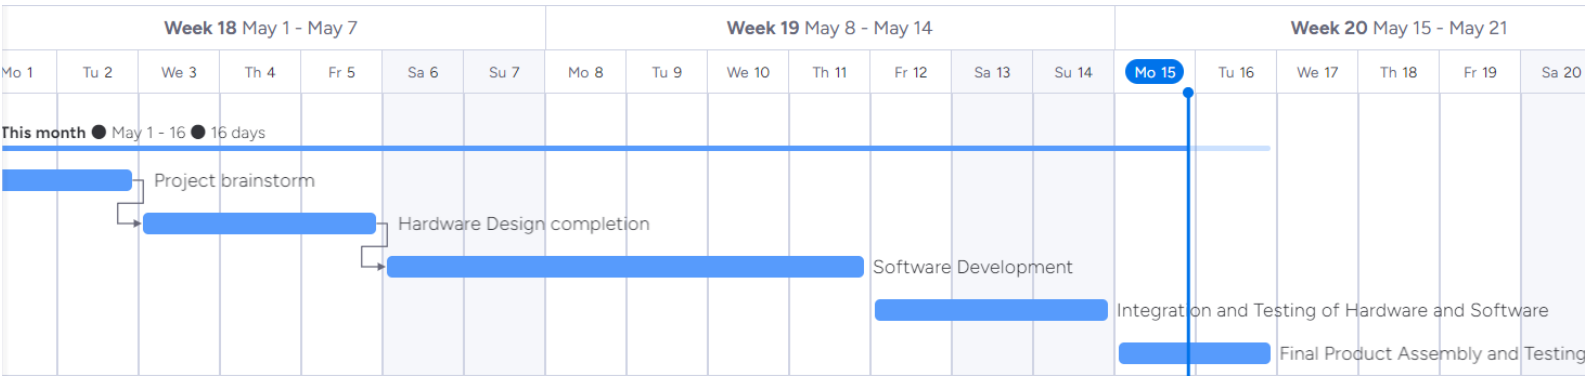 Week 18 May 1 - May 7
Week 19 May 8 - May 14
Week 20 May 15 - May 21
Mo 1 Tu 2 We 3 Th 4 Fr 5 Sa 6 Su 7 Mo 8 Tu 9 We 10 Th 11 Fr 12 Sa 13 Su 14 Mo 15 Tu 16 We 17 Th 18 Fr 19 Sa 20
This month ● May 1 - 16 ● 16 days
Project brainstorm
Hardware Design completion
Software Development
Integration and Testing of Hardware and Software
Final Product Assembly and Testing